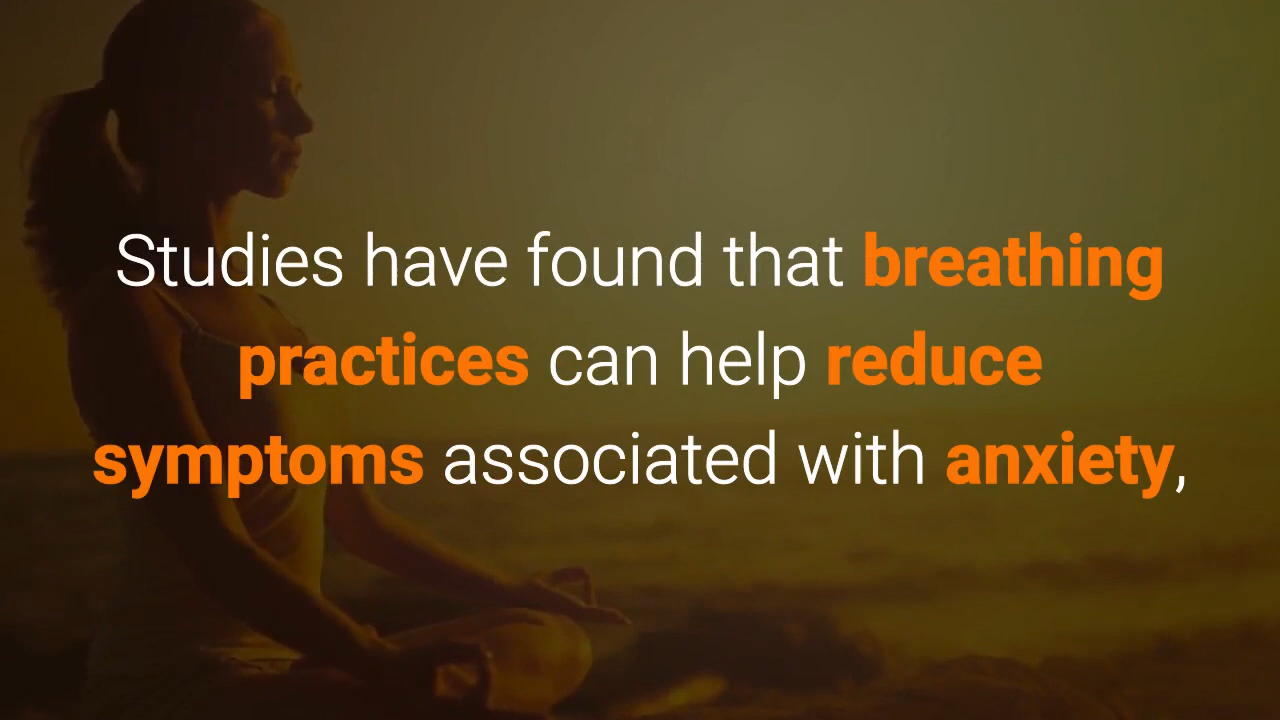 Studies have found that breathing
practices can help reduce
symptoms associated with anxiety,